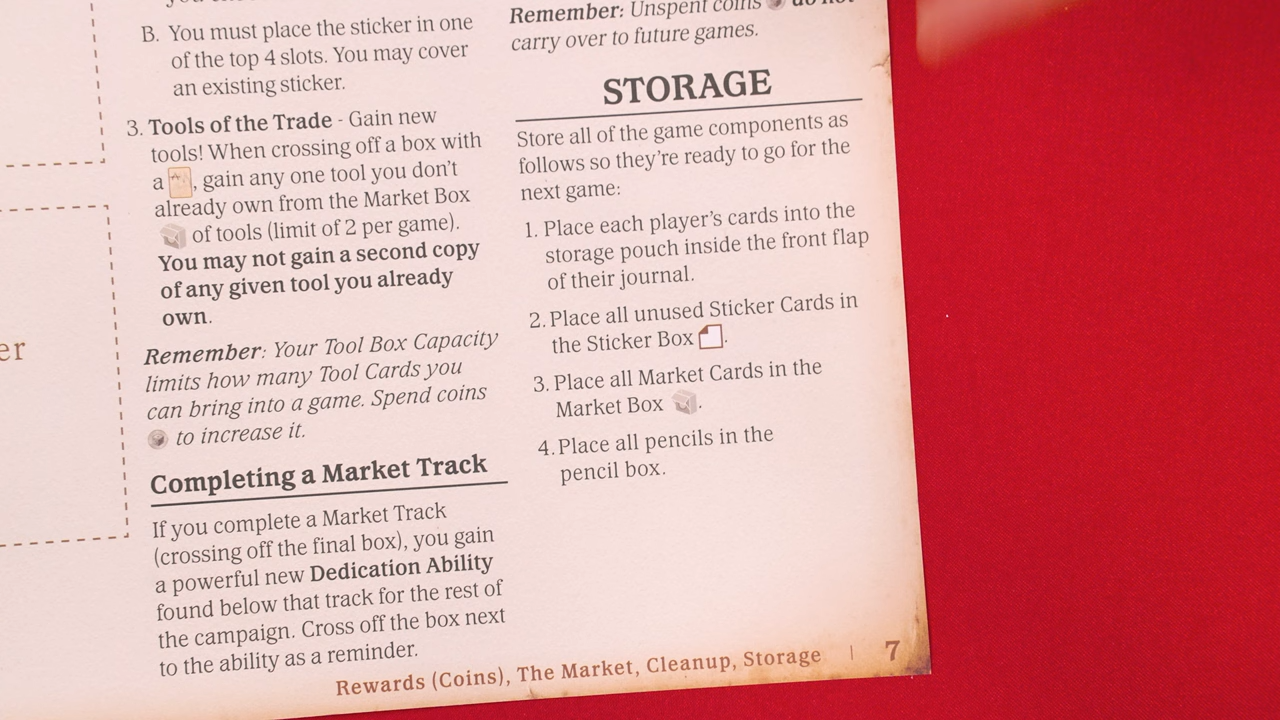 B. You must place the sticker in one
of the top 4 slots. You may cover
an existing sticker.
3. Tools of the Trade - Gain new
tools! When crossing off a box with
a , gain any one tool you don't
already own from the Market Box
of tools (limit of 2 per game).
You may not gain a second copy
of any given tool you already
own.
Remember: Your Tool Box Capacity
limits how many Tool Cards you
can bring into a game. Spend coins
to increase it.
Completing a Market Track
If you complete a Market Track
(crossing off the final box), you gain
a powerful new Dedication Ability
found below that track for the rest of
the campaign. Cross off the box next
to the ability as a reminder.
Remember: Unspent coins do not
carry over to future games.
STORAGE
Store all of the game components as
follows so they're ready to go for the
next game:
1. Place each player's cards into the
storage pouch inside the front flap
of their journal.
2. Place all unused Sticker Cards in
the Sticker Box .
3. Place all Market Cards in the
Market Box .
4. Place all pencils in the
pencil box.
er
Rewards (Coins), The Market, Cleanup, Storage | 7